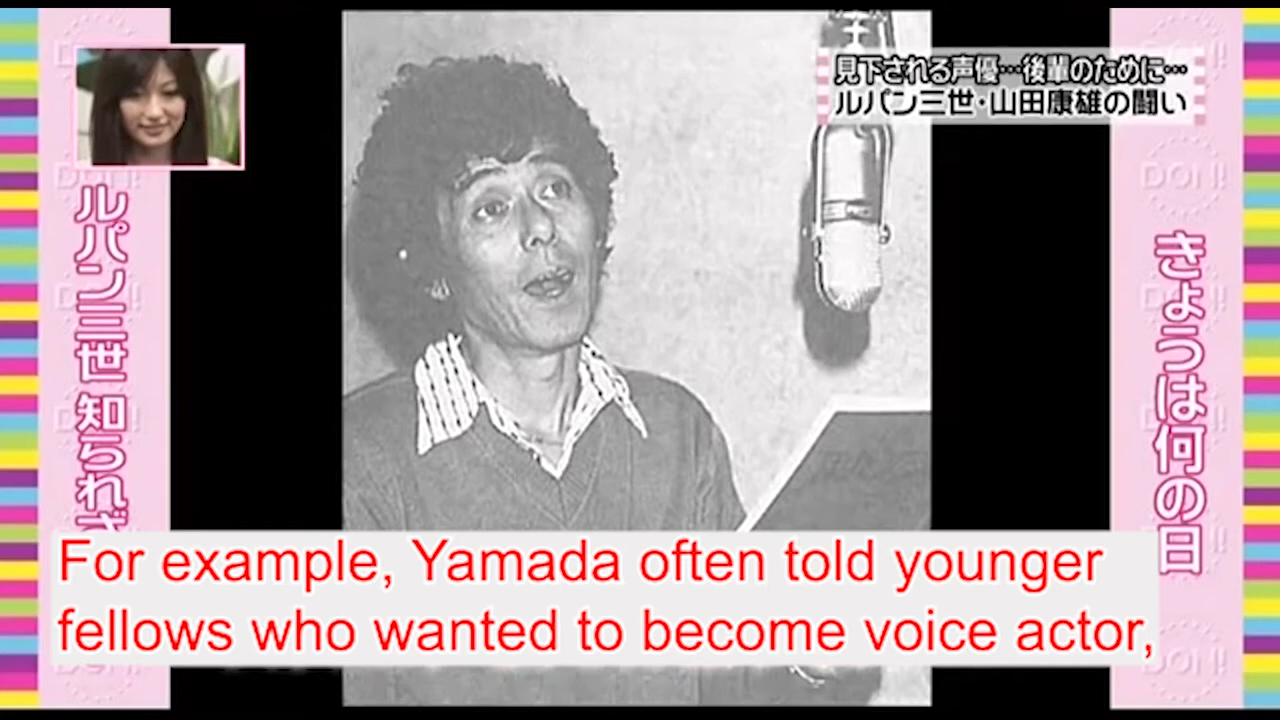 見下される声優…後輩のために…
ルパン三世・山田康雄の闘い
ルパン三世 知られざ
きょうは何の日
For example, Yamada often told younger
fellows who wanted to become voice actor,
DON!